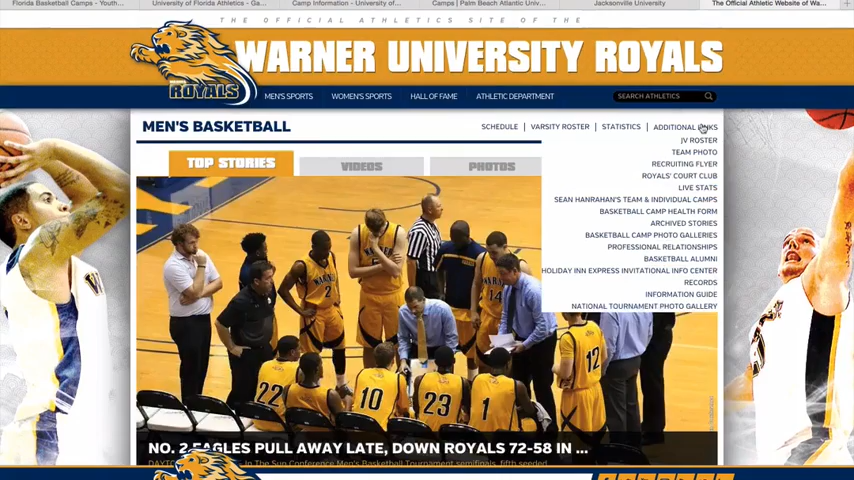 Florida Basketball Camps - Youth...
University of Florida Athletics - Ga...
Camp Information - University of...
Camps | Palm Beach Atlantic Univ...
Jacksonville University
The Official Athletic Website of Wa...
THE OFFICIAL ATHLETICS SITE OF THE
WARNER UNIVERSITY ROYALS
ROYALS
MEN'S SPORTS
WOMEN'S SPORTS
HALL OF FAME
ATHLETIC DEPARTMENT
SEARCH ATHLETICS
MEN'S BASKETBALL
SCHEDULE | VARSITY ROSTER | STATISTICS | ADDITIONAL LINKS
JV ROSTER
TEAM PHOTO
RECRUITING FLYER
ROYALS' COURT CLUB
LIVE STATS
SEAN HANRAHAN'S TEAM & INDIVIDUAL CAMPS
BASKETBALL CAMP HEALTH FORM
ARCHIVED STORIES
BASKETBALL CAMP PHOTO GALLERIES
PROFESSIONAL RELATIONSHIPS
BASKETBALL ALUMNI
HOLIDAY INN EXPRESS INVITATIONAL INFO CENTER
RECORDS
INFORMATION GUIDE
NATIONAL TOURNAMENT PHOTO GALLERY
TOP STORIES
VIDEOS
PHOTOS
WARNER
2
14
12
22
10
23
1
NO. 2 EAGLES PULL AWAY LATE, DOWN ROYALS 72-58 IN ...
In The Sun Conference Men's Basketball Tournament semifinals, fifth seeded